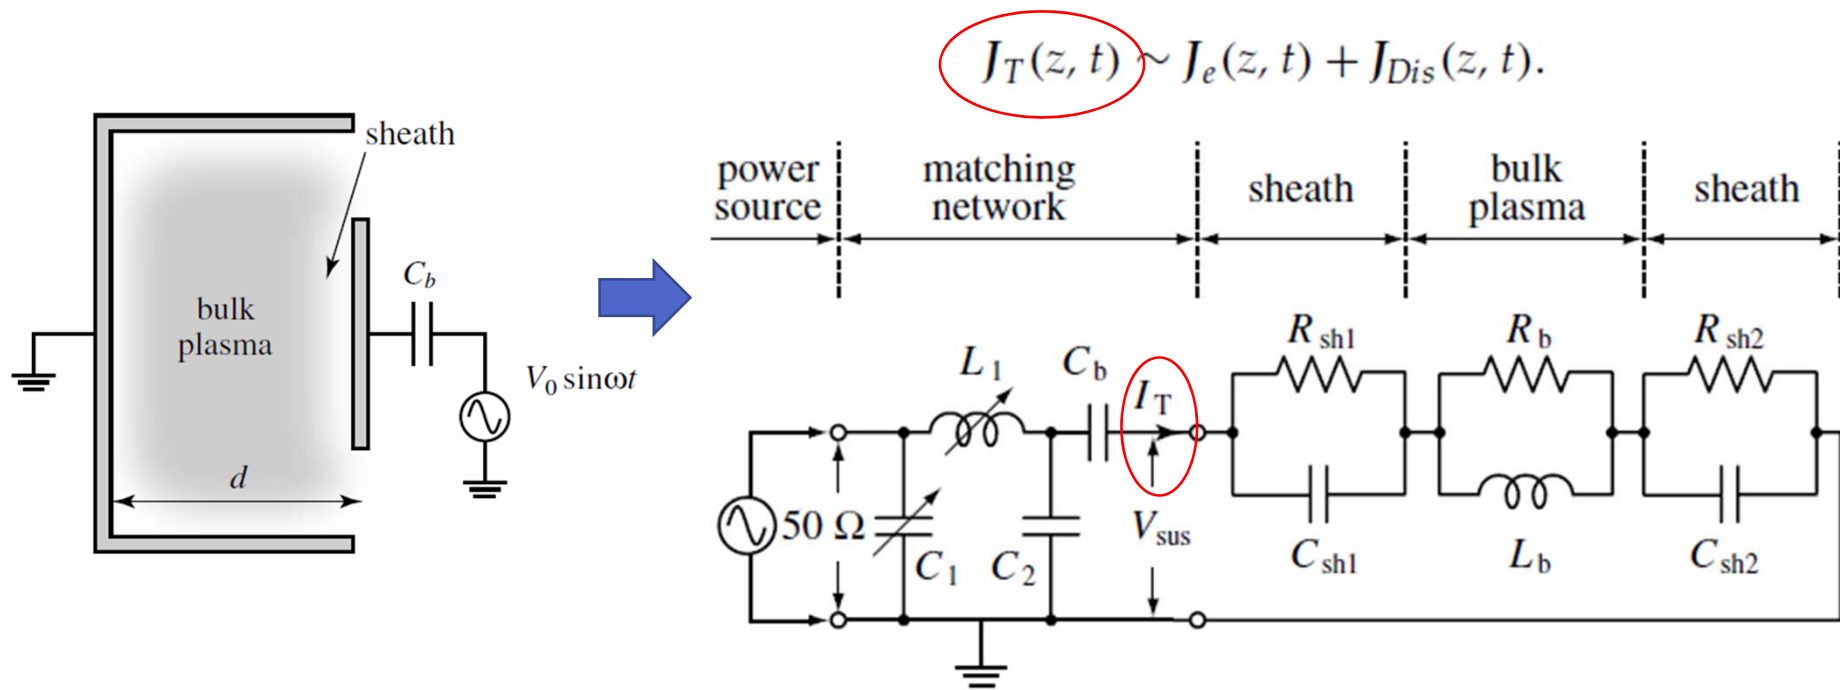 J_T(z, t) ~ J_e(z, t) + J_Dis(z, t).
sheath
C_b
bulk
plasma
V_0 sinωt
d
power
source
matching
network
sheath
bulk
plasma
sheath
L_1
C_b
I_T
R_sh1
R_b
R_sh2
50 Ω
C_1
C_2
V_sus
C_sh1
L_b
C_sh2